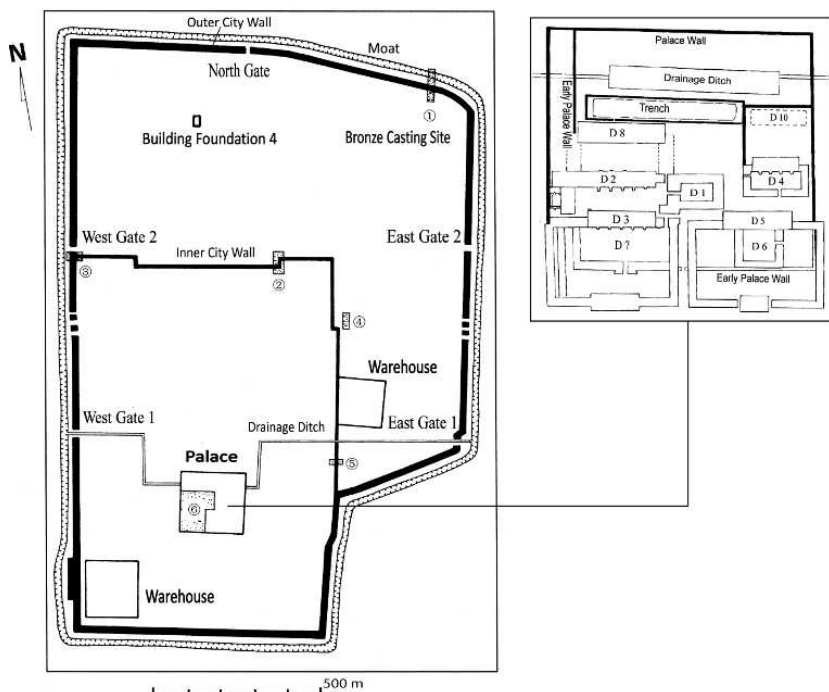 Outer City Wall
Moat
N
North Gate
①
Building Foundation 4
Bronze Casting Site
West Gate 2
East Gate 2
Inner City Wall
③
②
④
Warehouse
West Gate 1
Drainage Ditch
East Gate 1
Palace
⑤
⑥
Warehouse
500 m
Palace Wall
Drainage Ditch
Early Palace Wall
Trench
D 10
D 8
D 2
D 1
D 4
D 3
D 5
D 7
D 6
Early Palace Wall